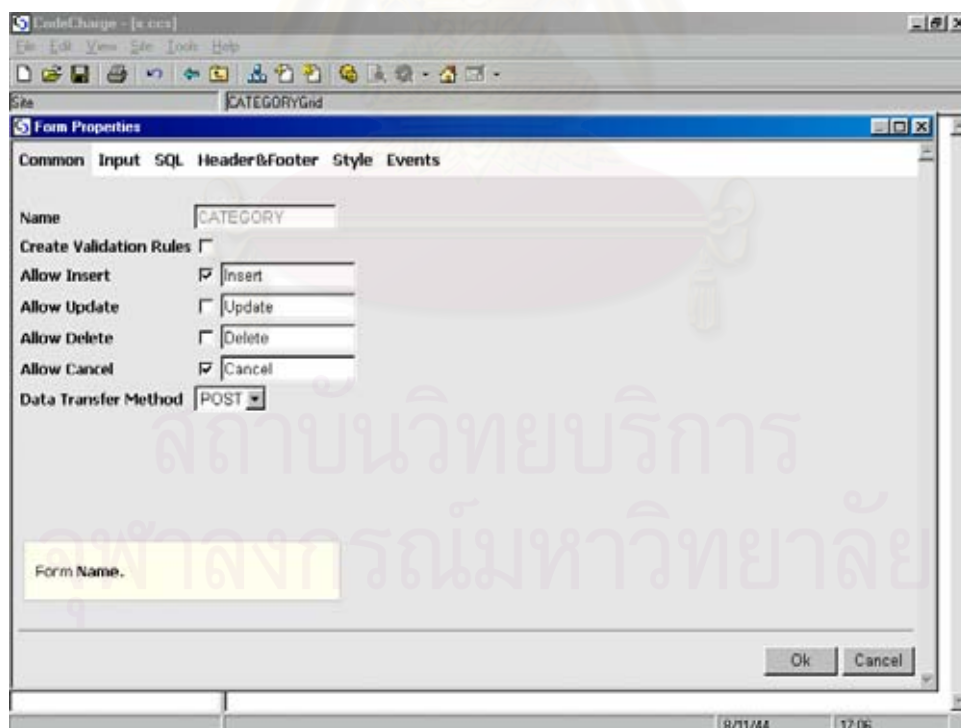 CodeCharge - [a.ccs]
File Edit View Site Tools Help
Site CATEGORYGrid
Form Properties
Common Input SQL Header&Footer Style Events
Name CATEGORY
Create Validation Rules
Allow Insert Insert
Allow Update Update
Allow Delete Delete
Allow Cancel Cancel
Data Transfer Method POST
สถาบันวิทยบริการ
จุฬาลงกรณ์มหาวิทยาลัย
Form Name.
Ok Cancel
8/11/44 17:06